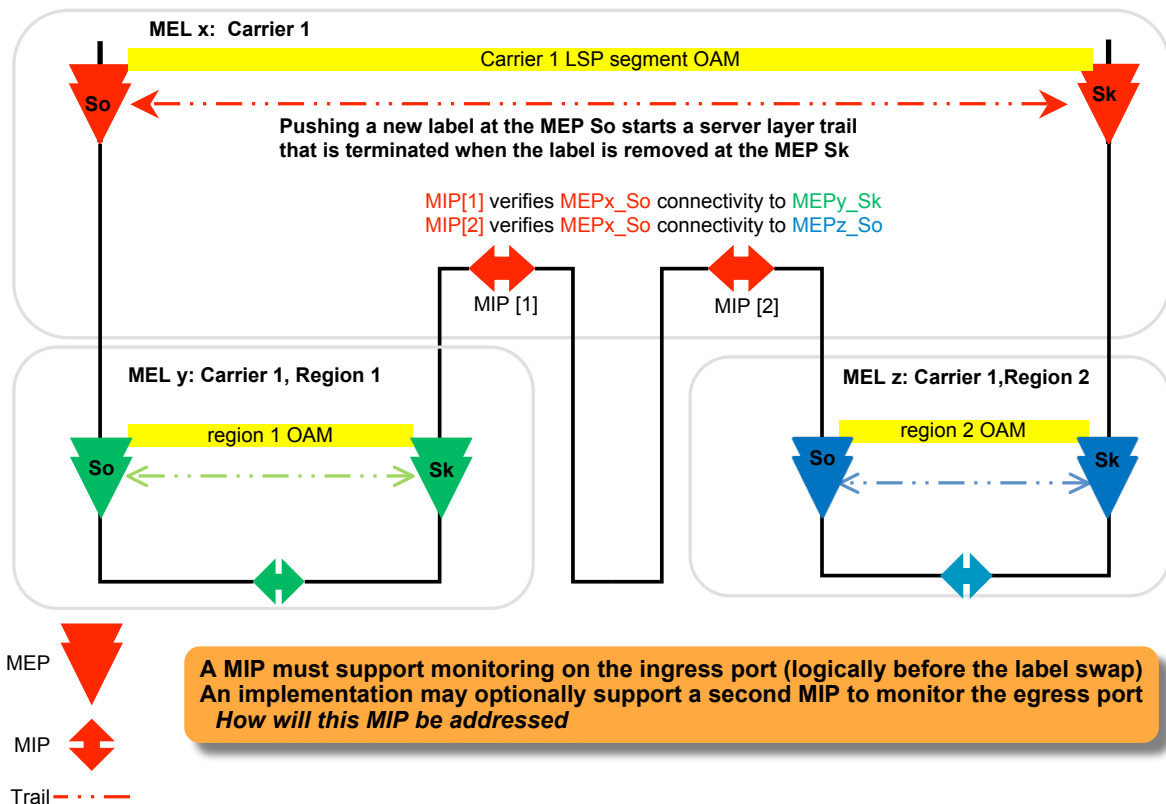 MEL x:  Carrier 1
Carrier 1 LSP segment OAM
So
Sk
Pushing a new label at the MEP So starts a server layer trail
that is terminated when the label is removed at the MEP Sk
MIP[1] verifies MEPx_So connectivity to MEPy_Sk
MIP[2] verifies MEPx_So connectivity to MEPz_So
MIP [1]
MIP [2]
MEL y: Carrier 1, Region 1
region 1 OAM
So
Sk
MEL z: Carrier 1,Region 2
region 2 OAM
So
Sk
MEP
MIP
Trail
A MIP must support monitoring on the ingress port (logically before the label swap)
An implementation may optionally support a second MIP to monitor the egress port
How will this MIP be addressed